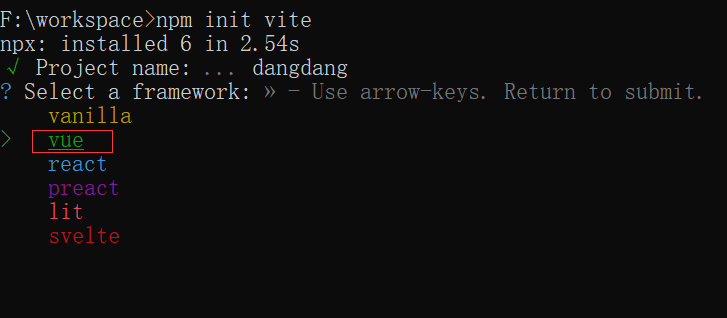 F:\workspace>npm init vite
npx: installed 6 in 2.54s
√ Project name: ... dangdang
? Select a framework: » - Use arrow-keys. Return to submit.
vanilla
> vue
react
preact
lit
svelte